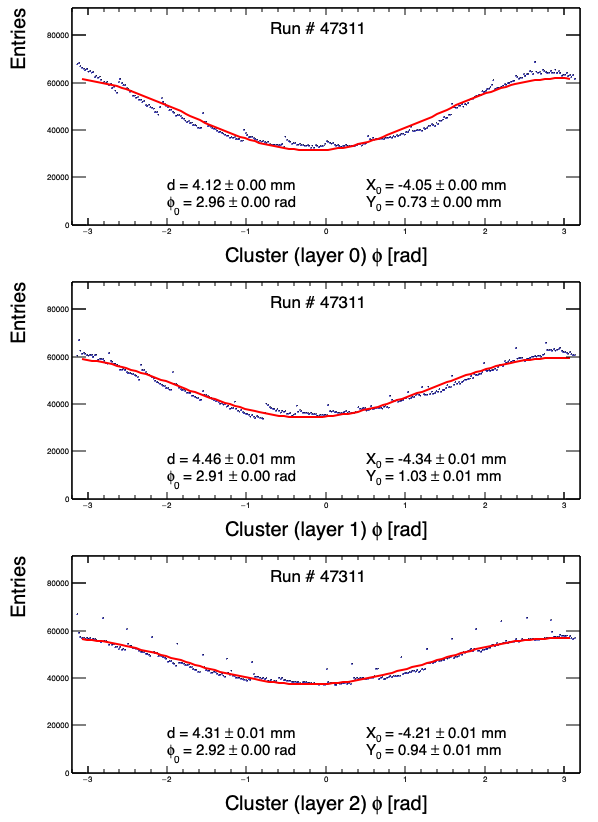 Run # 47311
Entries
80000
60000
40000
20000
0
d = 4.12 ± 0.00 mm
X0 = -4.05 ± 0.00 mm
ϕ0 = 2.96 ± 0.00 rad
Y0 = 0.73 ± 0.00 mm
−3 −2 −1 0 1 2 3
Cluster (layer 0) ϕ [rad]
Run # 47311
Entries
80000
60000
40000
20000
0
d = 4.46 ± 0.01 mm
X0 = -4.34 ± 0.01 mm
ϕ0 = 2.91 ± 0.00 rad
Y0 = 1.03 ± 0.01 mm
−3 −2 −1 0 1 2 3
Cluster (layer 1) ϕ [rad]
Run # 47311
Entries
80000
60000
40000
20000
0
d = 4.31 ± 0.01 mm
X0 = -4.21 ± 0.01 mm
ϕ0 = 2.92 ± 0.00 rad
Y0 = 0.94 ± 0.01 mm
−3 −2 −1 0 1 2 3
Cluster (layer 2) ϕ [rad]